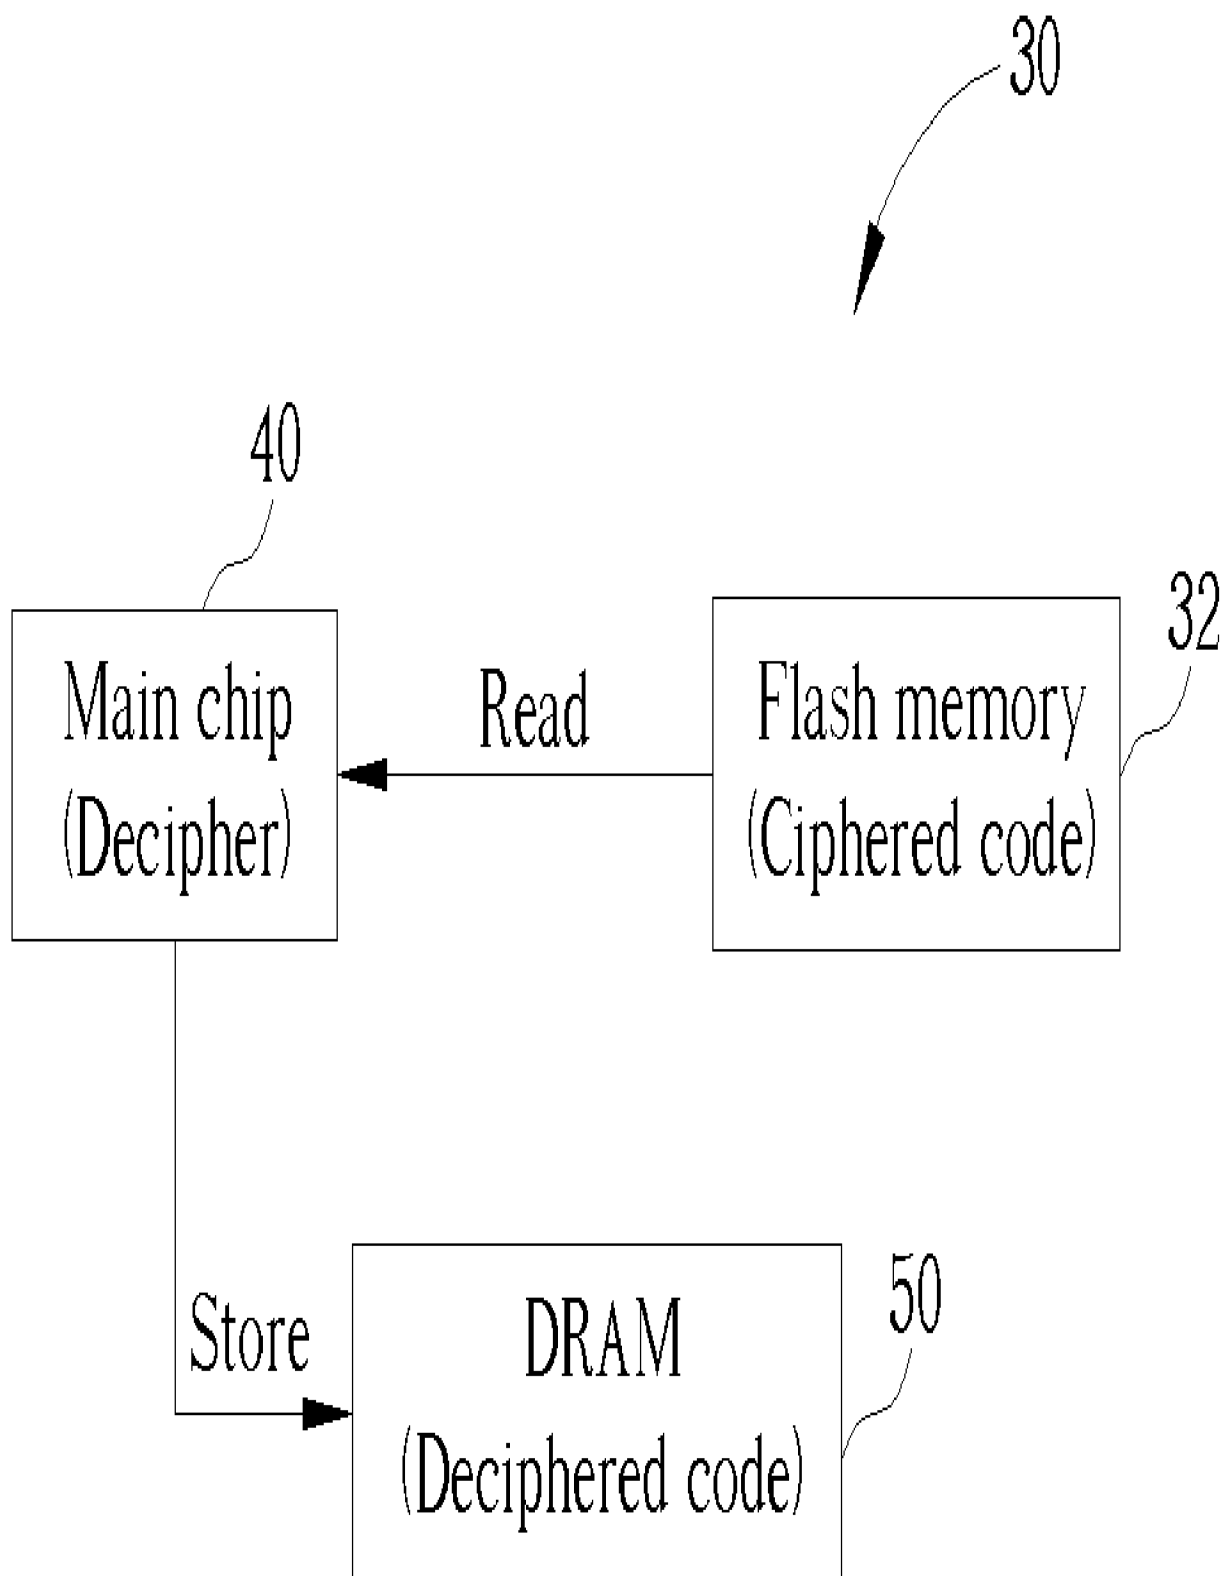 30
40
32
Main chip
(Decipher)
Read
Flash memory
(Ciphered code)
Store
DRAM
(Deciphered code)
50